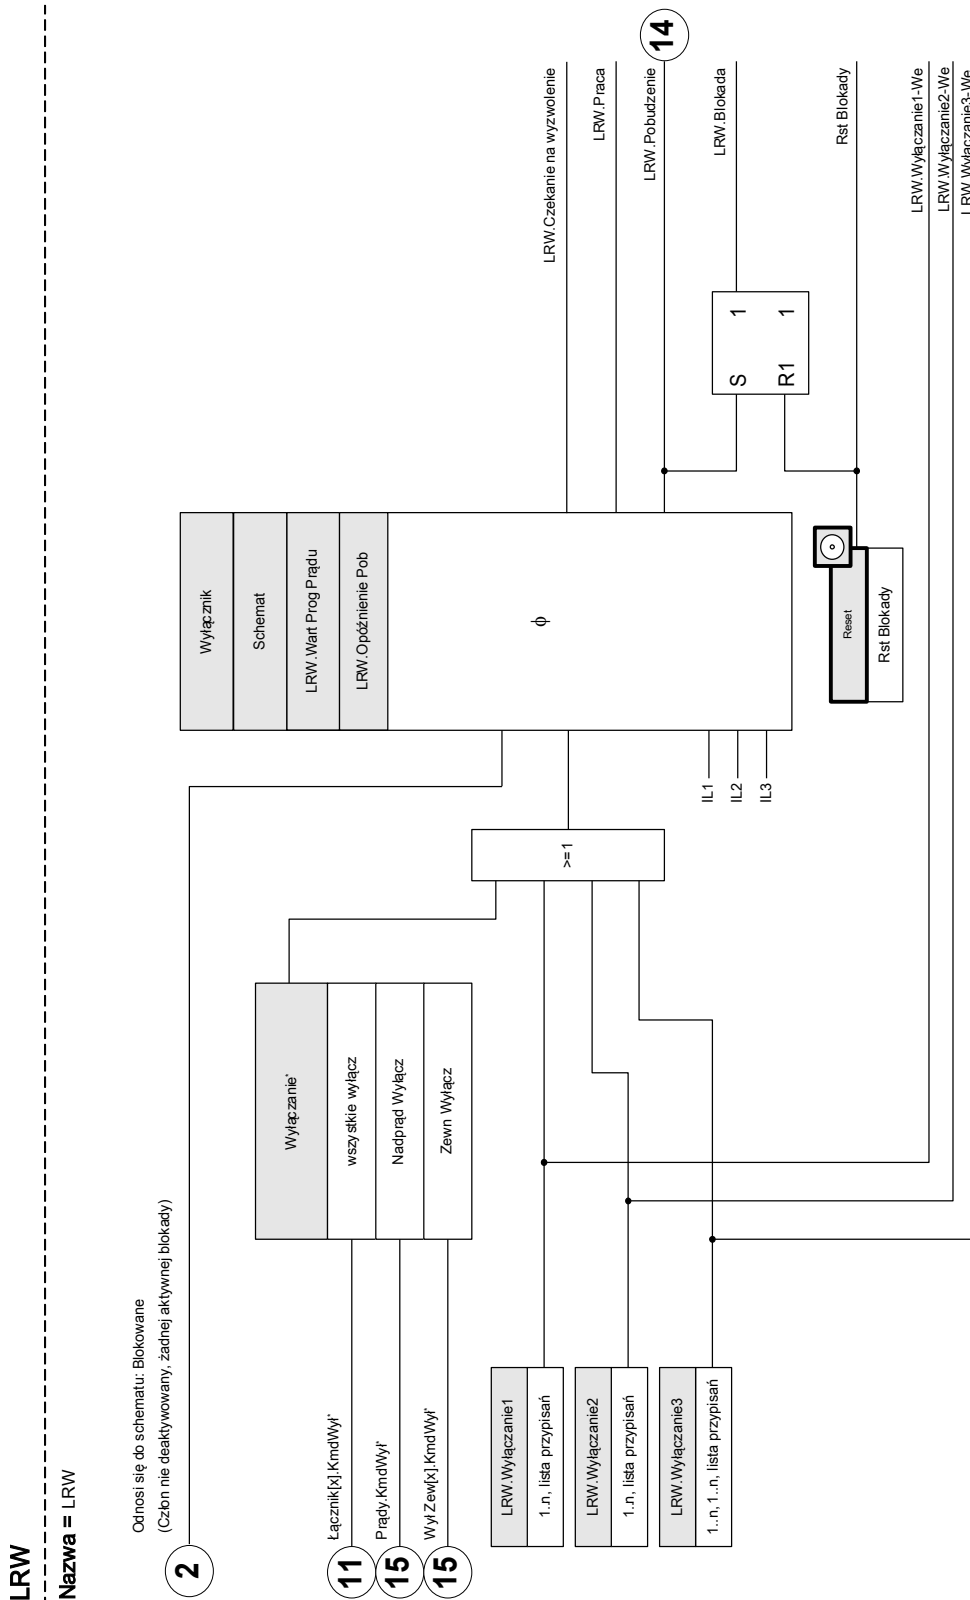 LRW
Nazwa = LRW
2
Odnosi się do schematu: Blokowane
(Człon nie deaktywowany, żadnej aktywnej blokady)
11
Łącznik[x].KmdWył*
15
Prądy.KmdWył*
15
WyłZew[x].KmdWył*
Wyłączanie*
wszystkie wyłącz
Nadprąd Wyłącz
Zewn Wyłącz
LRW.Wyłączanie1
1..n, lista przypisań
LRW.Wyłączanie2
1..n, lista przypisań
LRW.Wyłączanie3
1..n, 1..n, lista przypisań
>=1
IL1
IL2
IL3
Wyłącznik
Schemat
LRW.Wart Prog Prądu
LRW.Opóźnienie Pob
φ
Reset
Rst Blokady
S 1
R1 1
LRW.Czekanie na wyzwolenie
LRW.Praca
LRW.Pobudzenie
14
LRW.Blokada
Rst Blokady
LRW.Wyłączanie1-We
LRW.Wyłączanie2-We
LRW.Wyłączanie3-We